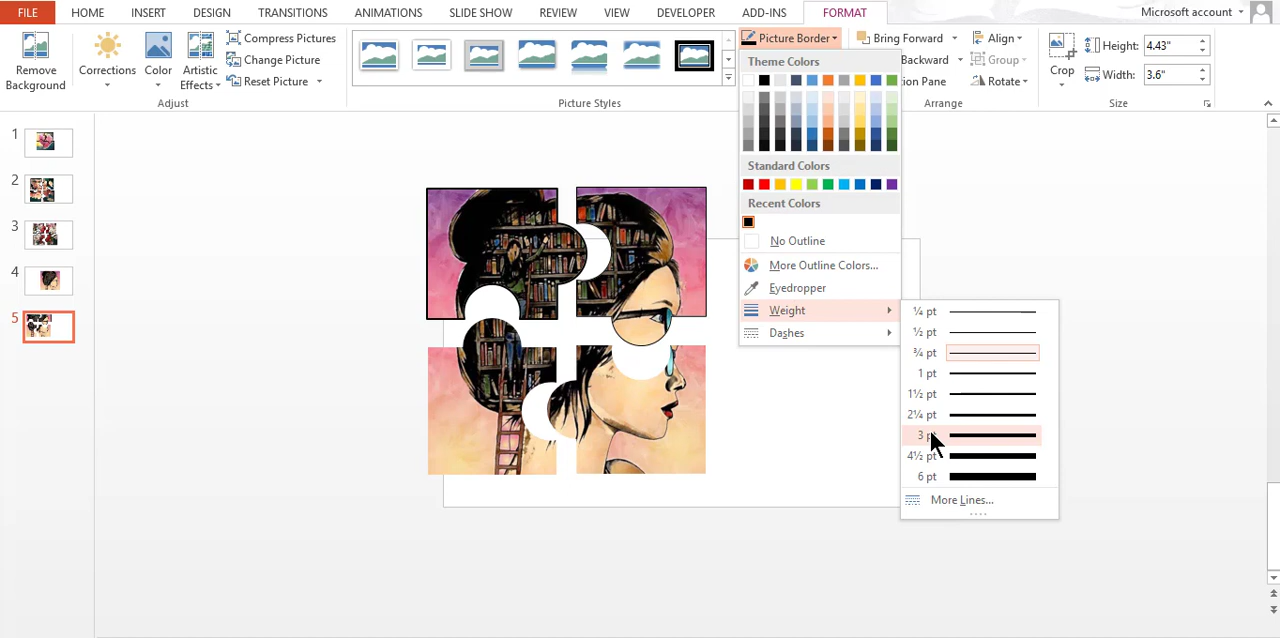 FILE HOME INSERT DESIGN TRANSITIONS ANIMATIONS SLIDE SHOW REVIEW VIEW DEVELOPER ADD-INS FORMAT Microsoft account
Remove Background
Corrections
Color
Artistic Effects
Compress Pictures
Change Picture
Reset Picture
Adjust
Picture Styles
Picture Border
Bring Forward
Backward
ion Pane
Align
Group
Rotate
Arrange
Crop
Height: 4.43"
Width: 3.6"
Size
Theme Colors
Standard Colors
Recent Colors
No Outline
More Outline Colors...
Eyedropper
Weight
Dashes
¼ pt
½ pt
¾ pt
1 pt
1½ pt
2¼ pt
3
4½ pt
6 pt
More Lines...
1
2
3
4
5